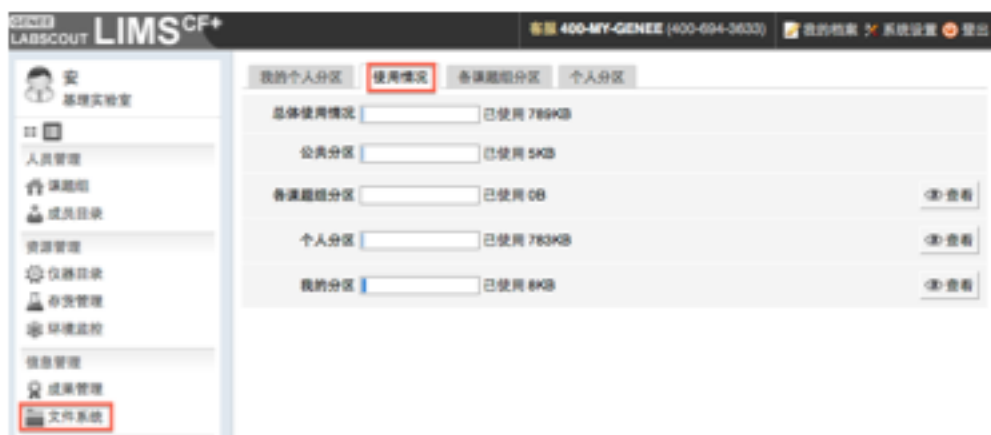 GENEE
LABSCOUT LIMS CF+
客服 400-MY-GENEE (400-694-3633) 我的档案 系统设置 登出
安
基理实验室
人员管理
课题组
成员目录
资源管理
仪器目录
存货管理
环境监控
信息管理
成果管理
文件系统
我的个人分区 使用情况 各课题组分区 个人分区
总体使用情况 已使用 789KB
公共分区 已使用 5KB
各课题组分区 已使用 0B 查看
个人分区 已使用 783KB 查看
我的分区 已使用 8KB 查看